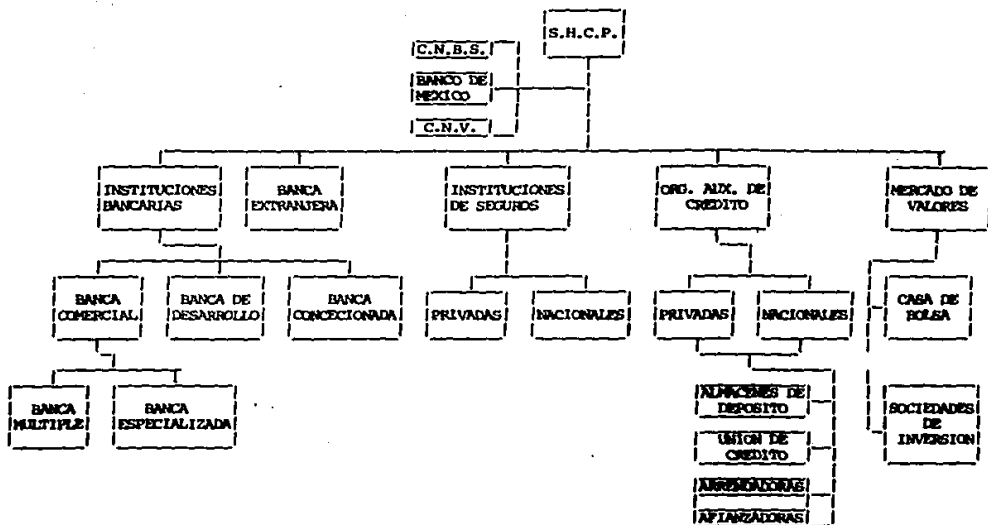 S.H.C.P.
C.N.B.S.
BANCO DE
MEXICO
C.N.V.
INSTITUCIONES
BANCARIAS
BANCA
EXTRANJERA
INSTITUCIONES
DE SEGUROS
ORG. AUX. DE
CREDITO
MERCADO DE
VALORES
BANCA
COMERCIAL
BANCA DE
DESARROLLO
BANCA
CONCECIONADA
PRIVADAS
NACIONALES
PRIVADAS
NACIONALES
CASA DE
BOLSA
BANCA
MULTIPLE
BANCA
ESPECIALIZADA
ALMACENES DE
DEPOSITO
UNION DE
CREDITO
ARRENDADORAS
AFIANZADORAS
SOCIEDADES
DE
INVERSION